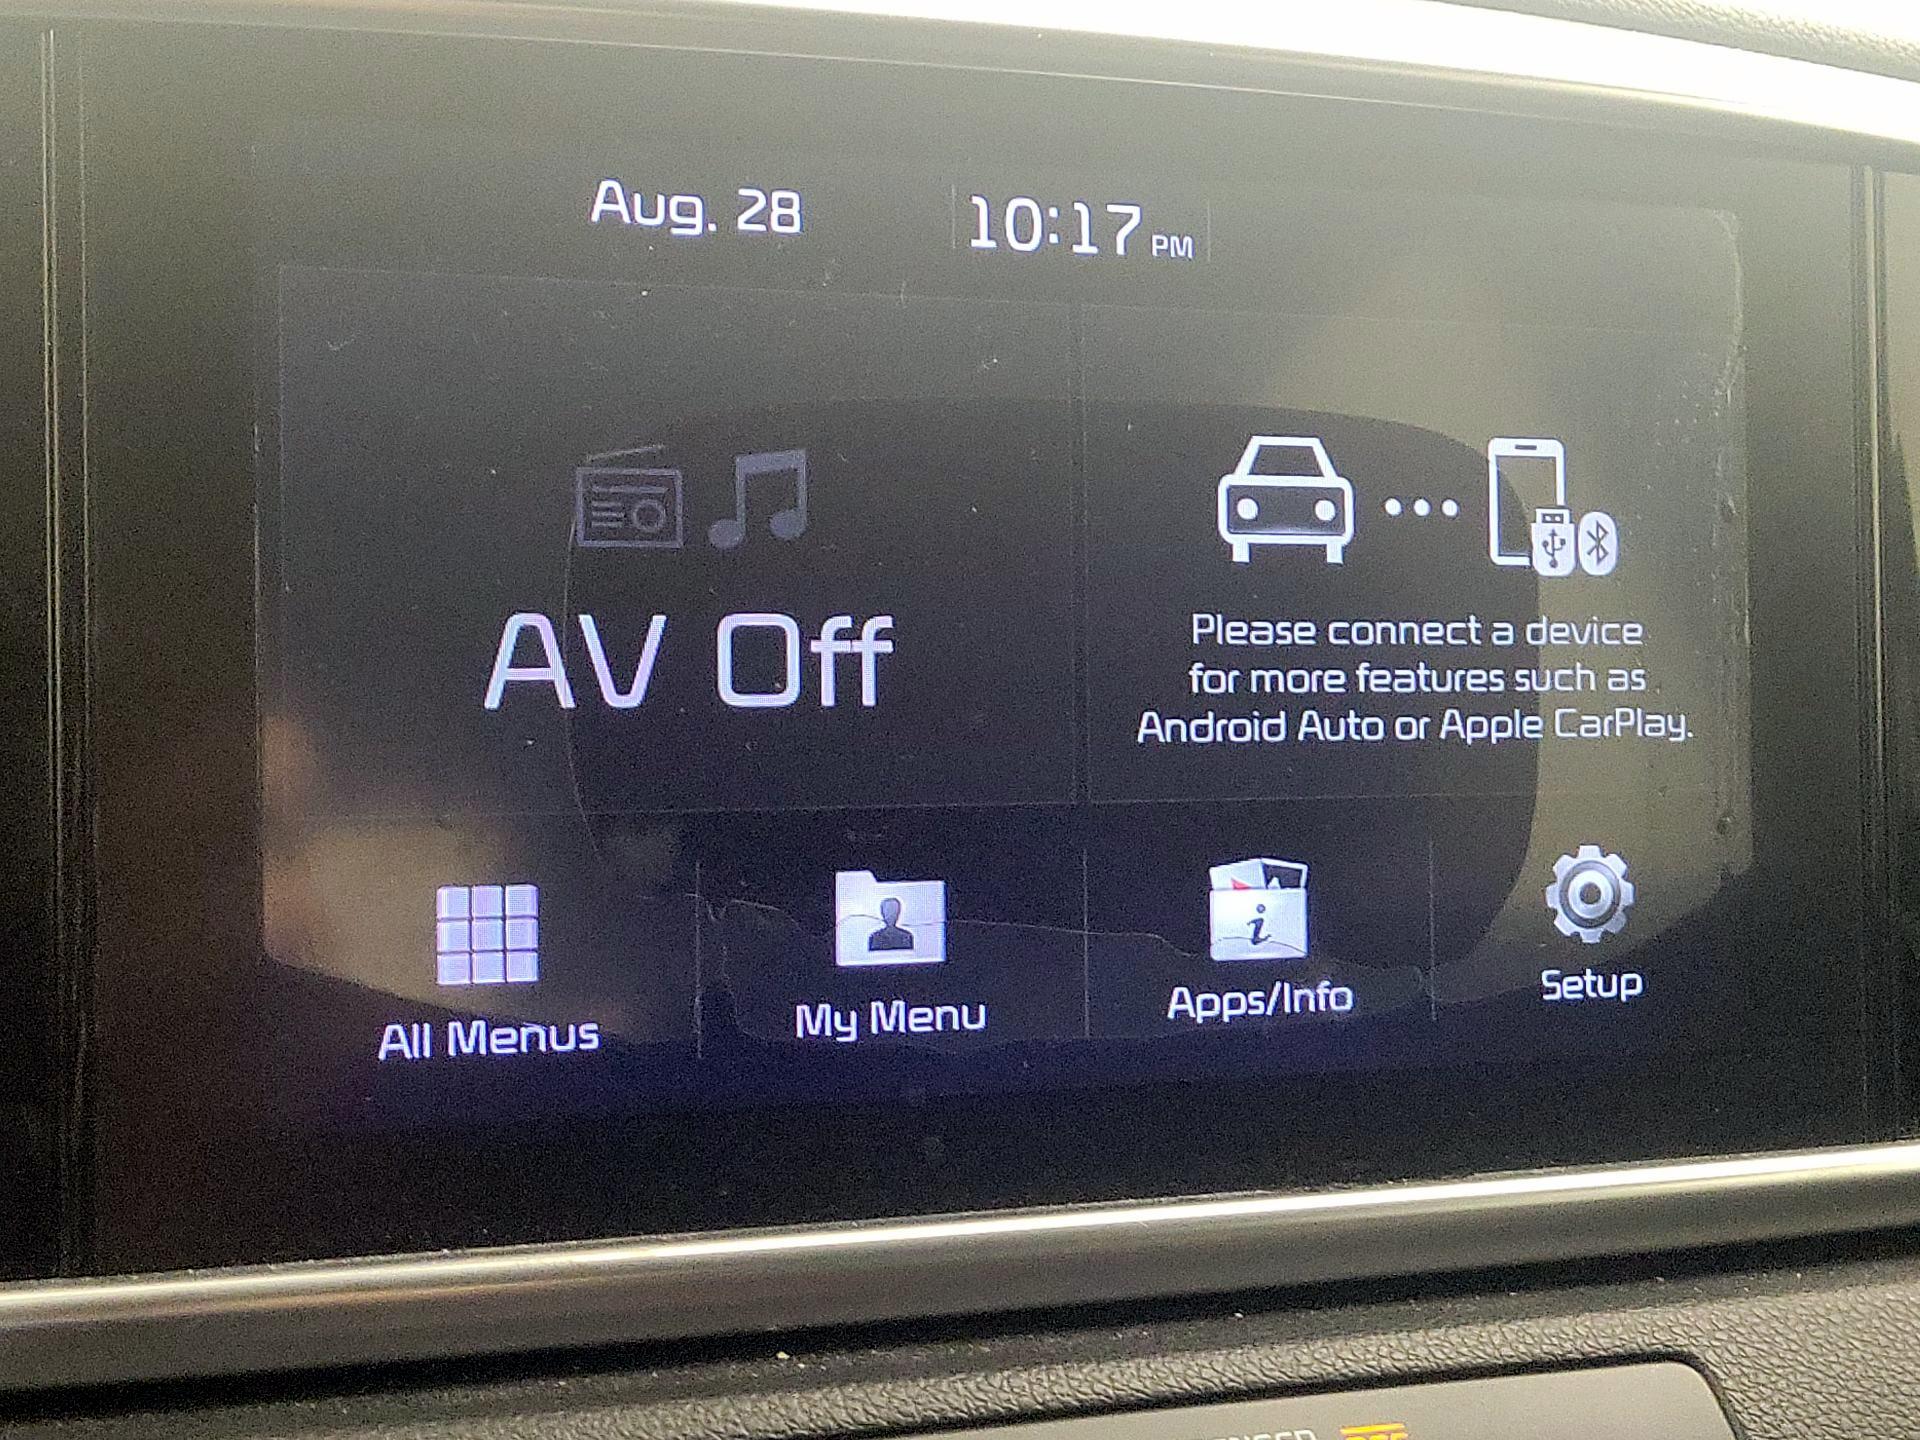 Aug. 28
10:17 PM
AV Off
Please connect a device
for more features such as
Android Auto or Apple CarPlay.
All Menus
My Menu
Apps/Info
Setup